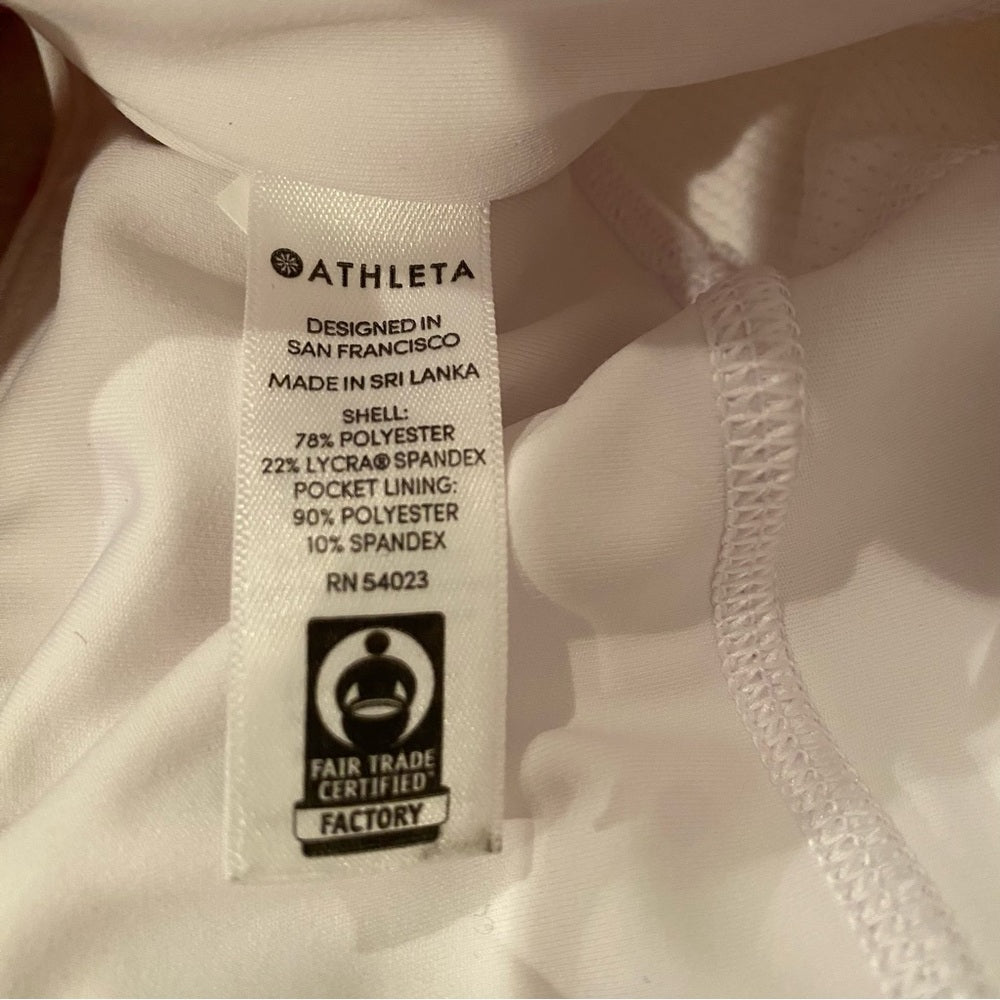 ATHLETA
DESIGNED IN
SAN FRANCISCO
MADE IN SRI LANKA
SHELL:
78% POLYESTER
22% LYCRA® SPANDEX
POCKET LINING:
90% POLYESTER
10% SPANDEX
RN 54023
FAIR TRADE
CERTIFIED™
FACTORY